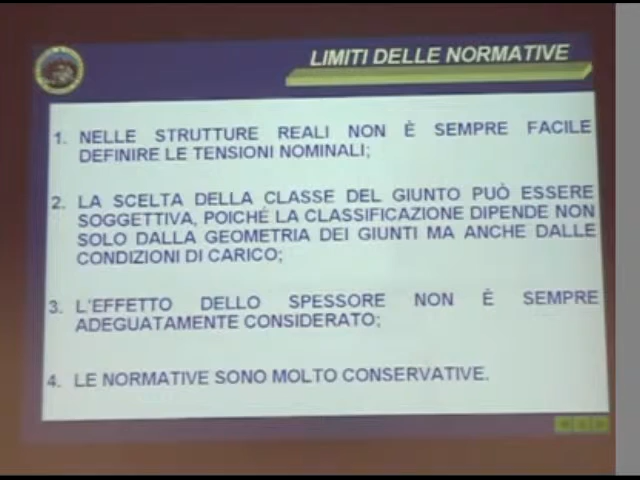 LIMITI DELLE NORMATIVE
1. NELLE STRUTTURE REALI NON È SEMPRE FACILE
DEFINIRE LE TENSIONI NOMINALI;
2. LA SCELTA DELLA CLASSE DEL GIUNTO PUÒ ESSERE
SOGGETTIVA, POICHÉ LA CLASSIFICAZIONE DIPENDE NON
SOLO DALLA GEOMETRIA DEI GIUNTI MA ANCHE DALLE
CONDIZIONI DI CARICO;
3. L'EFFETTO DELLO SPESSORE NON È SEMPRE
ADEGUATAMENTE CONSIDERATO;
4. LE NORMATIVE SONO MOLTO CONSERVATIVE.